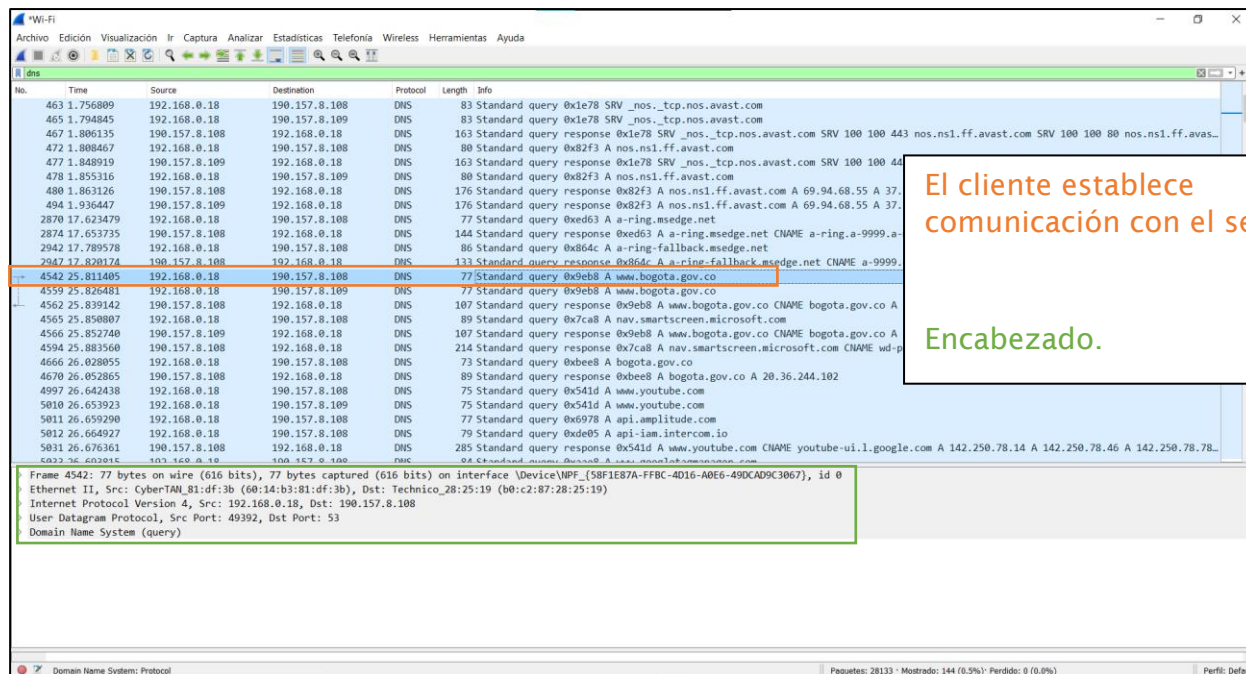 *Wi-Fi
Archivo Edición Visualización Ir Captura Analizar Estadísticas Telefonía Wireless Herramientas Ayuda
dns
No. Time Source Destination Protocol Length Info
463 1.756809 192.168.0.18 190.157.8.108 DNS 83 Standard query 0x1e78 SRV _nos._tcp.nos.avast.com
465 1.794845 192.168.0.18 190.157.8.109 DNS 83 Standard query 0x1e78 SRV _nos._tcp.nos.avast.com
467 1.806135 190.157.8.108 192.168.0.18 DNS 163 Standard query response 0x1e78 SRV _nos._tcp.nos.avast.com SRV 100 100 443 nos.ns1.ff.avast.com SRV 100 100 80 nos.ns1.ff.avas…
472 1.808467 192.168.0.18 190.157.8.108 DNS 80 Standard query 0x82f3 A nos.ns1.ff.avast.com
477 1.848919 190.157.8.109 192.168.0.18 DNS 163 Standard query response 0x1e78 SRV _nos._tcp.nos.avast.com SRV 100 100 44
478 1.855316 192.168.0.18 190.157.8.109 DNS 80 Standard query 0x82f3 A nos.ns1.ff.avast.com
480 1.863126 190.157.8.108 192.168.0.18 DNS 176 Standard query response 0x82f3 A nos.ns1.ff.avast.com A 69.94.68.55 A 37.
494 1.936447 190.157.8.109 192.168.0.18 DNS 176 Standard query response 0x82f3 A nos.ns1.ff.avast.com A 69.94.68.55 A 37.
2870 17.623479 192.168.0.18 190.157.8.108 DNS 77 Standard query 0xed63 A a-ring.msedge.net
2874 17.653735 190.157.8.108 192.168.0.18 DNS 144 Standard query response 0xed63 A a-ring.msedge.net CNAME a-ring.a-9999.a-
2942 17.789578 192.168.0.18 190.157.8.108 DNS 86 Standard query 0x864c A a-ring-fallback.msedge.net
2947 17.820174 190.157.8.108 192.168.0.18 DNS 133 Standard query response 0x864c A a-ring-fallback.msedge.net CNAME a-9999.
4542 25.811405 192.168.0.18 190.157.8.108 DNS 77 Standard query 0x9eb8 A www.bogota.gov.co
4559 25.826481 192.168.0.18 190.157.8.109 DNS 77 Standard query 0x9eb8 A www.bogota.gov.co
4562 25.839142 190.157.8.108 192.168.0.18 DNS 107 Standard query response 0x9eb8 A www.bogota.gov.co CNAME bogota.gov.co A
4565 25.850807 192.168.0.18 190.157.8.108 DNS 89 Standard query 0x7ca8 A nav.smartscreen.microsoft.com
4566 25.852740 190.157.8.109 192.168.0.18 DNS 107 Standard query response 0x9eb8 A www.bogota.gov.co CNAME bogota.gov.co A
4594 25.883560 190.157.8.108 192.168.0.18 DNS 214 Standard query response 0x7ca8 A nav.smartscreen.microsoft.com CNAME wd-p
4666 26.028055 192.168.0.18 190.157.8.108 DNS 73 Standard query 0xbee8 A bogota.gov.co
4670 26.052865 190.157.8.108 192.168.0.18 DNS 89 Standard query response 0xbee8 A bogota.gov.co A 20.36.244.102
4997 26.642438 192.168.0.18 190.157.8.108 DNS 75 Standard query 0x541d A www.youtube.com
5010 26.653923 192.168.0.18 190.157.8.109 DNS 75 Standard query 0x541d A www.youtube.com
5011 26.659290 192.168.0.18 190.157.8.108 DNS 77 Standard query 0x6978 A api.amplitude.com
5012 26.664927 192.168.0.18 190.157.8.108 DNS 79 Standard query 0xde05 A api-iam.intercom.io
5031 26.676361 190.157.8.108 192.168.0.18 DNS 285 Standard query response 0x541d A www.youtube.com CNAME youtube-ui.l.google.com A 142.250.78.14 A 142.250.78.46 A 142.250.78.78…
El cliente establece
comunicación con el se
Encabezado.
Frame 4542: 77 bytes on wire (616 bits), 77 bytes captured (616 bits) on interface \Device\NPF_{58F1E87A-FFBC-4D16-A0E6-49DCAD9C3067}, id 0
Ethernet II, Src: CyberTAN_81:df:3b (60:14:b3:81:df:3b), Dst: Technico_28:25:19 (b0:c2:87:28:25:19)
Internet Protocol Version 4, Src: 192.168.0.18, Dst: 190.157.8.108
User Datagram Protocol, Src Port: 49392, Dst Port: 53
Domain Name System (query)
Domain Name System: Protocol Paquetes: 28133 · Mostrado: 144 (0.5%)· Perdido: 0 (0.0%) Perfil: Defa